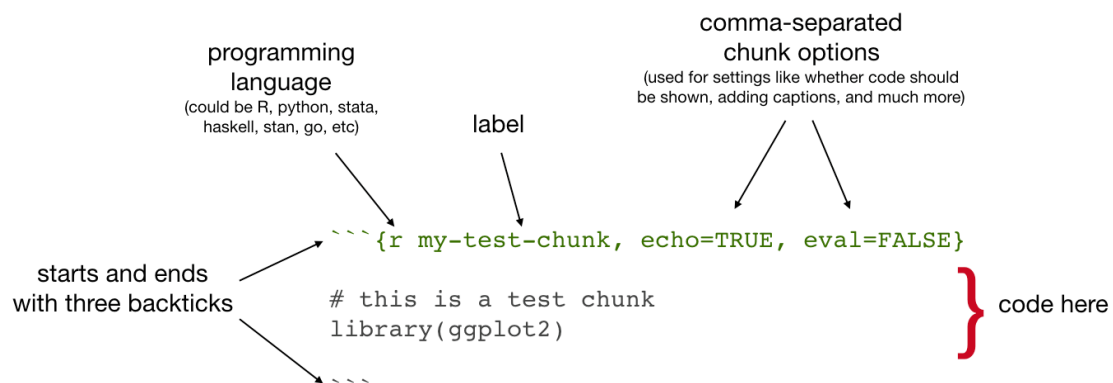 comma-separated
chunk options
(used for settings like whether code should
be shown, adding captions, and much more)
programming
language
(could be R, python, stata,
haskell, stan, go, etc)
label
```{r my-test-chunk, echo=TRUE, eval=FALSE}
starts and ends
with three backticks
# this is a test chunk
library(ggplot2)
} code here
```